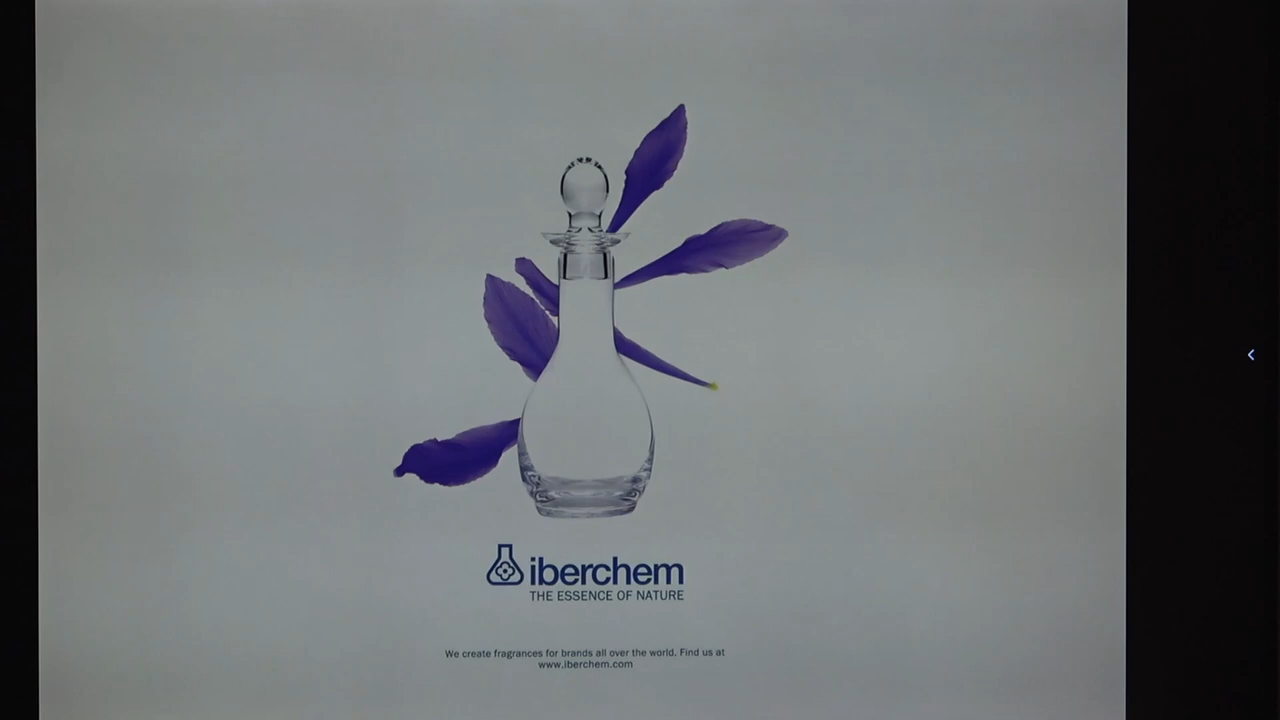 iberchem
THE ESSENCE OF NATURE
We create fragrances for brands all over the world. Find us at
www.iberchem.com